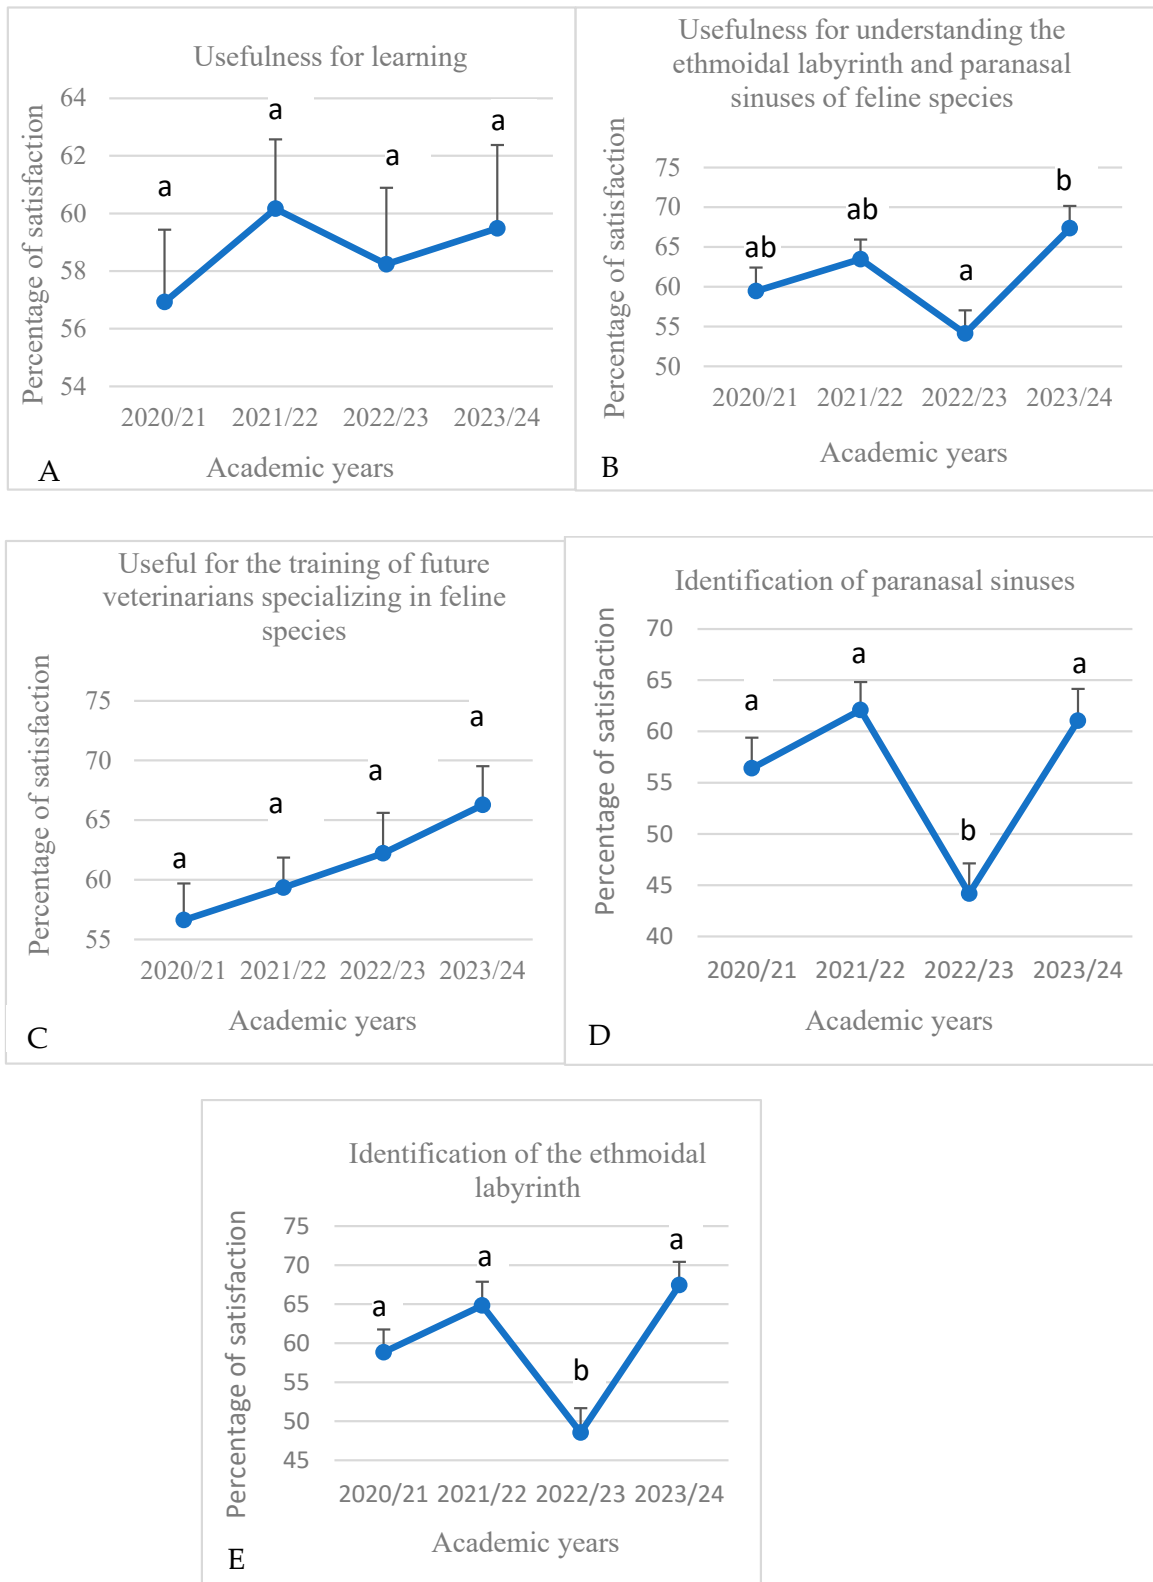 Usefulness for learning
Percentage of satisfaction
64
62
60
58
56
54
a
a
a
a
2020/21 2021/22 2022/23 2023/24
Academic years
A
Usefulness for understanding the
ethmoidal labyrinth and paranasal
sinuses of feline species
Percentage of satisfaction
75
70
65
60
55
50
ab
ab
a
b
2020/21 2021/22 2022/23 2023/24
Academic years
B
Useful for the training of future
veterinarians specializing in feline
species
Percentage of satisfaction
75
70
65
60
55
a
a
a
a
2020/21 2021/22 2022/23 2023/24
Academic years
C
Identification of paranasal sinuses
Percentage of satisfaction
70
65
60
55
50
45
40
a
a
b
a
2020/21 2021/22 2022/23 2023/24
Academic years
D
Identification of the ethmoidal
labyrinth
Percentage of satisfaction
75
70
65
60
55
50
45
a
a
b
a
2020/21 2021/22 2022/23 2023/24
Academic years
E